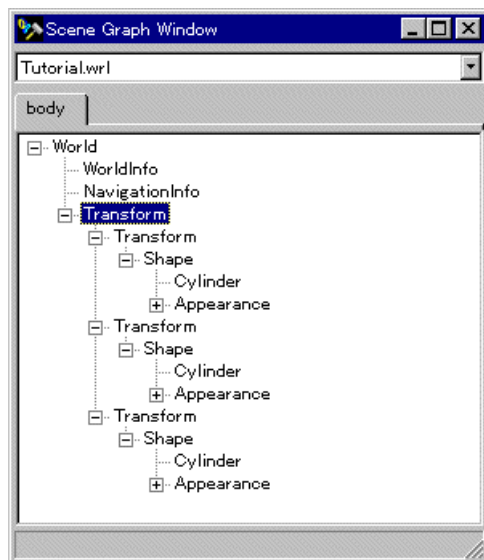 Scene Graph Window
Tutorial.wrl
body
World
WorldInfo
NavigationInfo
Transform
Transform
Shape
Cylinder
Appearance
Transform
Shape
Cylinder
Appearance
Transform
Shape
Cylinder
Appearance